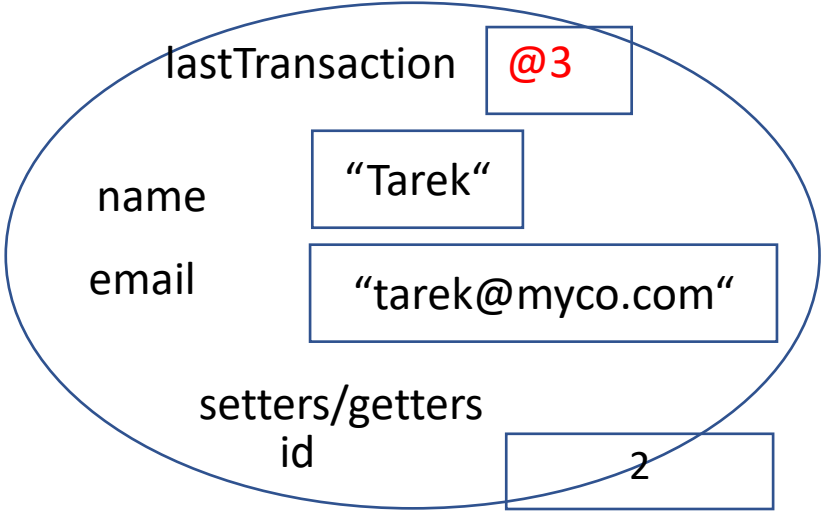 lastTransaction @3
name “Tarek“
email “tarek@myco.com“
setters/getters
id 2